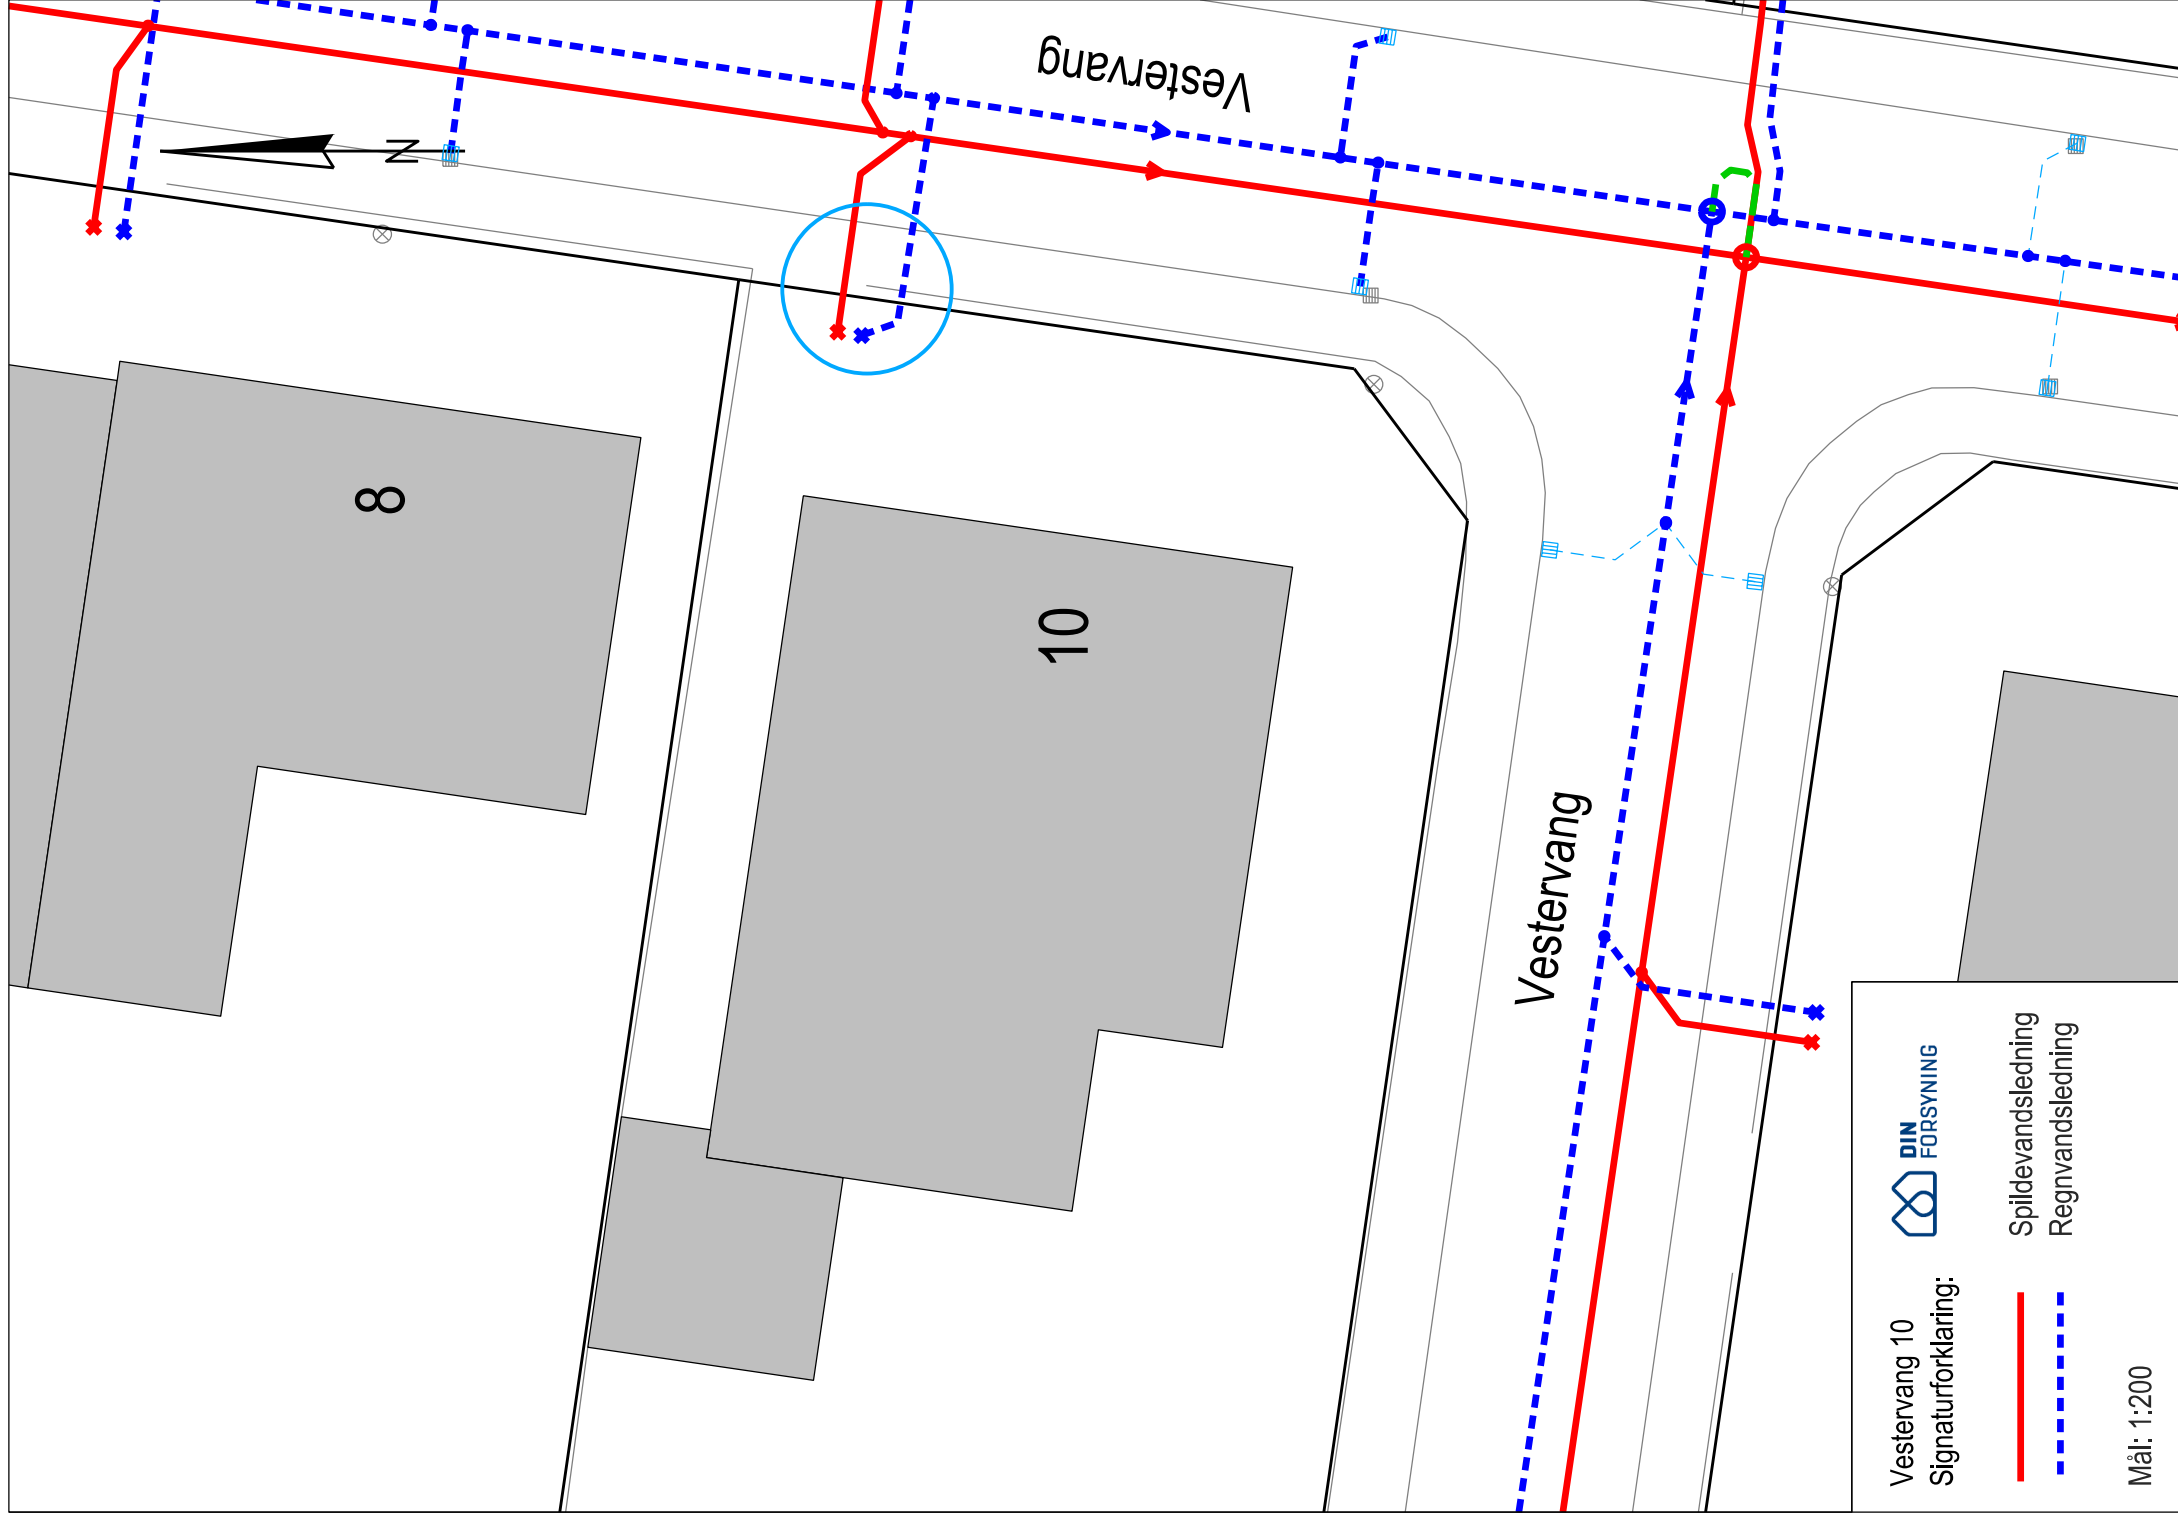 Vestervang
N
8
10
Vestervang
DIN
FORSYNING
Vestervang 10
Signaturforklaring:
Spildevandsledning
Regnvandsledning
Mål: 1:200